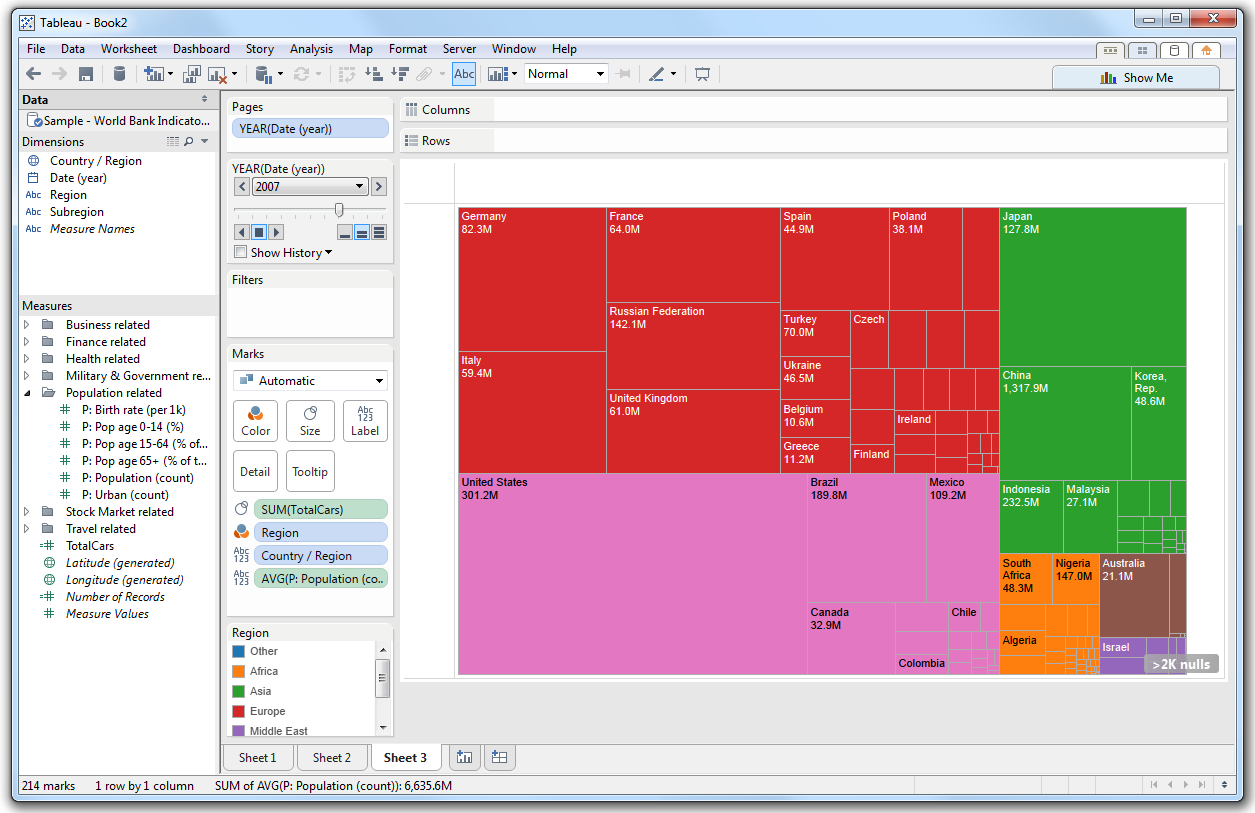 Tableau - Book2
File Data Worksheet Dashboard Story Analysis Map Format Server Window Help
Abc Normal
Show Me
Data
Sample - World Bank Indicato...
Dimensions
Country / Region
Date (year)
Abc Region
Abc Subregion
Abc Measure Names
Measures
Business related
Finance related
Health related
Military & Government re...
Population related
P: Birth rate (per 1k)
P: Pop age 0-14 (%)
P: Pop age 15-64 (% of...
P: Pop age 65+ (% of t...
P: Population (count)
P: Urban (count)
Stock Market related
Travel related
TotalCars
Latitude (generated)
Longitude (generated)
Number of Records
Measure Values
Pages
YEAR(Date (year))
YEAR(Date (year))
2007
Show History
Filters
Marks
Automatic
Abc
123
Color Size Label
Detail Tooltip
SUM(TotalCars)
Region
Abc
123
Country / Region
Abc
123
AVG(P: Population (co..
Region
Other
Africa
Asia
Europe
Middle East
Columns
Rows
Germany
82.3M
France
64.0M
Spain
44.9M
Poland
38.1M
Japan
127.8M
Russian Federation
142.1M
Turkey
70.0M
Czech
Italy
59.4M
Ukraine
46.5M
China
1,317.9M
Korea,
Rep.
48.6M
United Kingdom
61.0M
Belgium
10.6M
Ireland
Greece
11.2M
Finland
United States
301.2M
Brazil
189.8M
Mexico
109.2M
Indonesia
232.5M
Malaysia
27.1M
South
Africa
48.3M
Nigeria
147.0M
Australia
21.1M
Canada
32.9M
Chile
Algeria
Israel
Colombia
>2K nulls
Sheet 1 Sheet 2 Sheet 3
214 marks 1 row by 1 column SUM of AVG(P: Population (count)): 6,635.6M